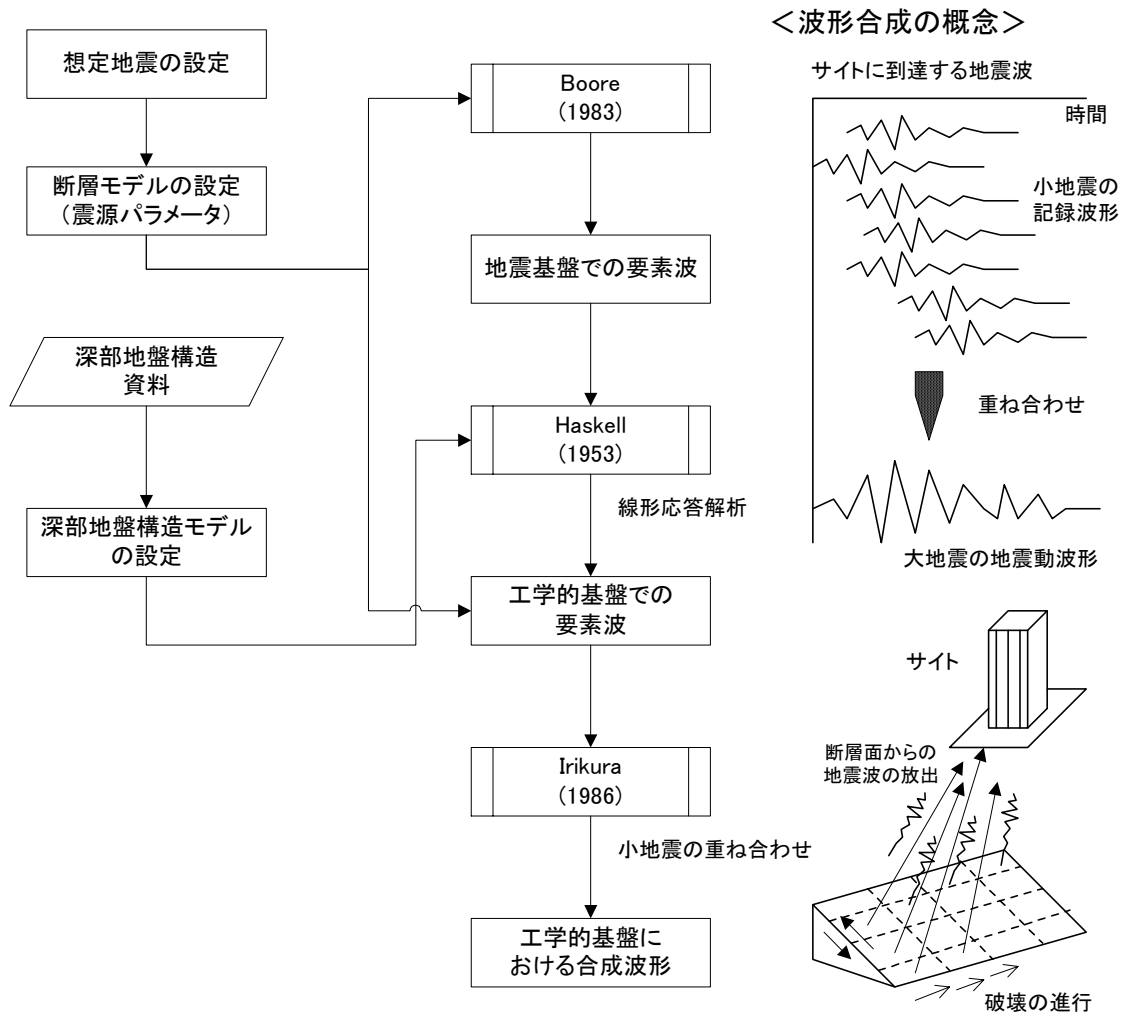 想定地震の設定
断層モデルの設定
（震源パラメータ）
深部地盤構造
資料
深部地盤構造モデル
の設定
Boore
(1983)
地震基盤での要素波
Haskell
(1953)
線形応答解析
工学的基盤での
要素波
Irikura
(1986)
小地震の重ね合わせ
工学的基盤に
おける合成波形
＜波形合成の概念＞
サイトに到達する地震波
時間
小地震の
記録波形
重ね合わせ
大地震の地震動波形
サイト
断層面からの
地震波の放出
破壊の進行